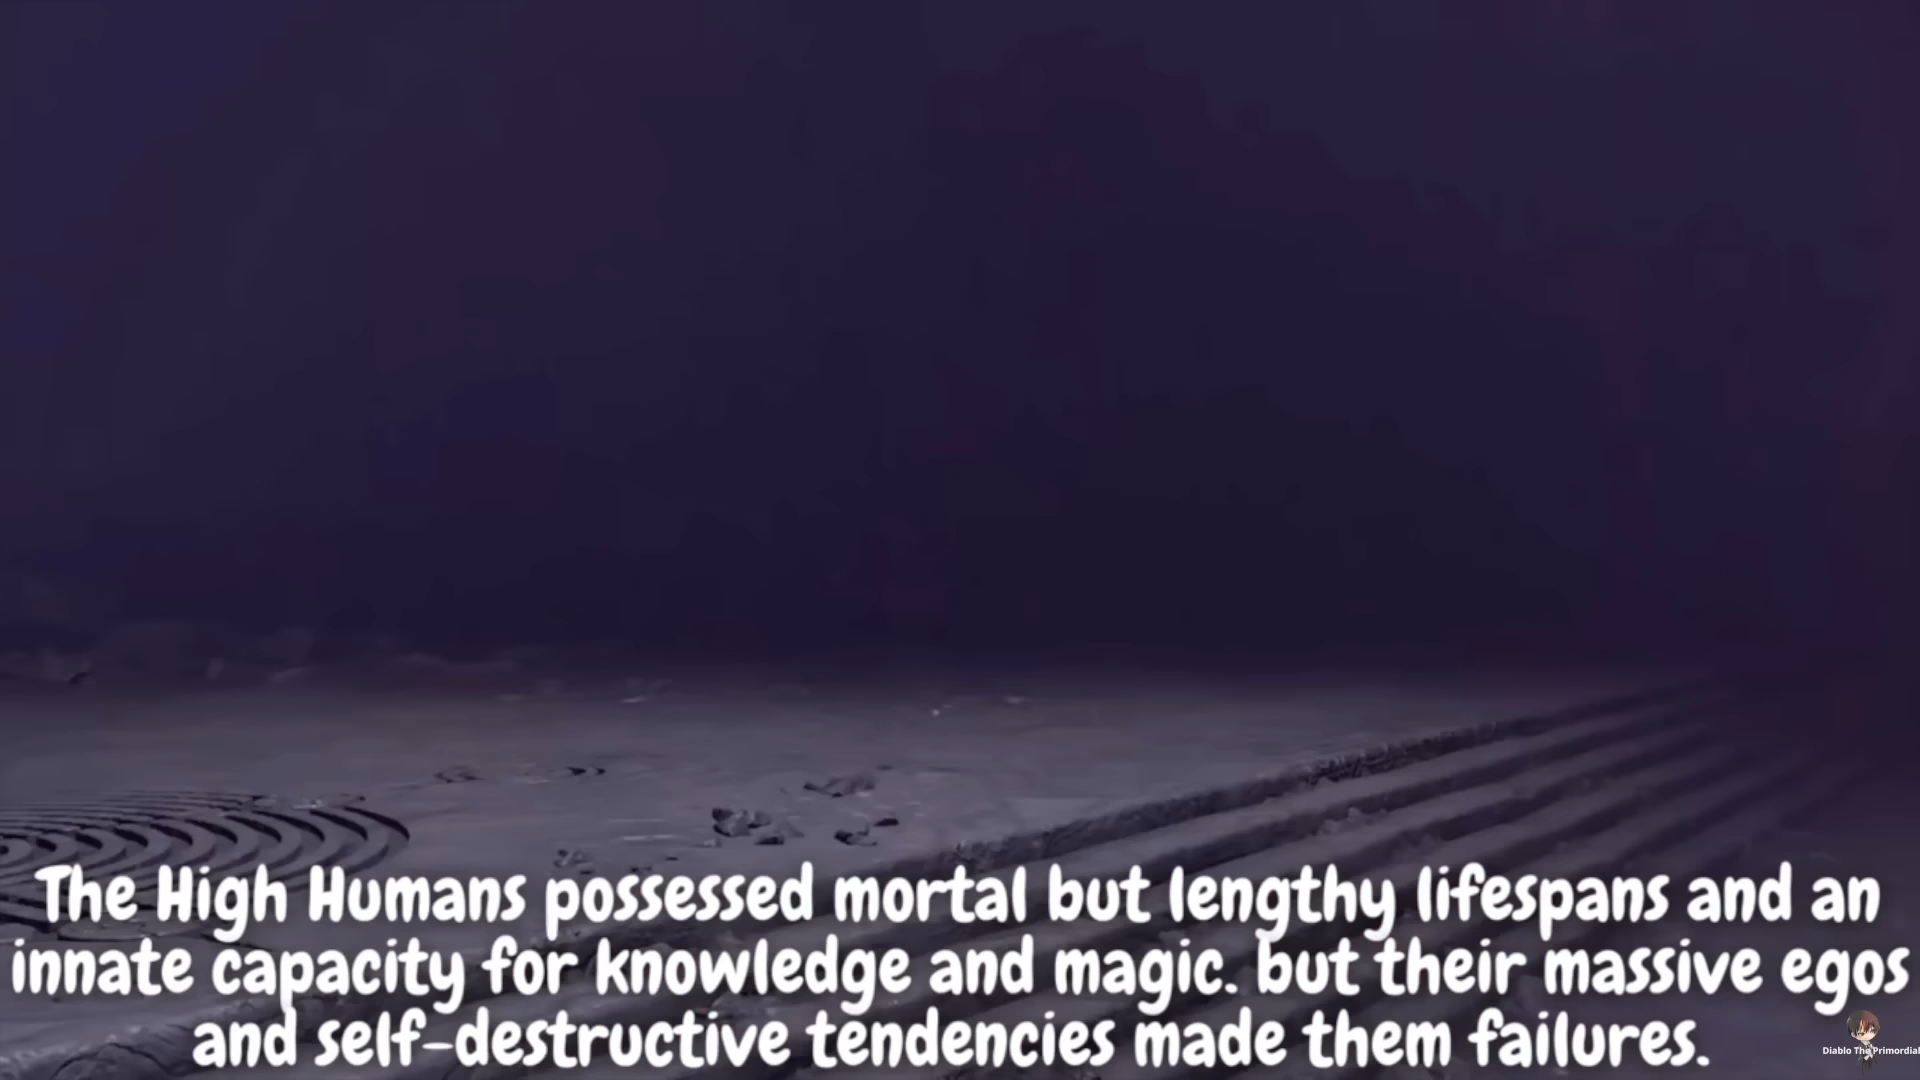 The High Humans possessed mortal but lengthy lifespans and an
innate capacity for knowledge and magic. but their massive egos
and self-destructive tendencies made them failures.
Diablo The Primordial